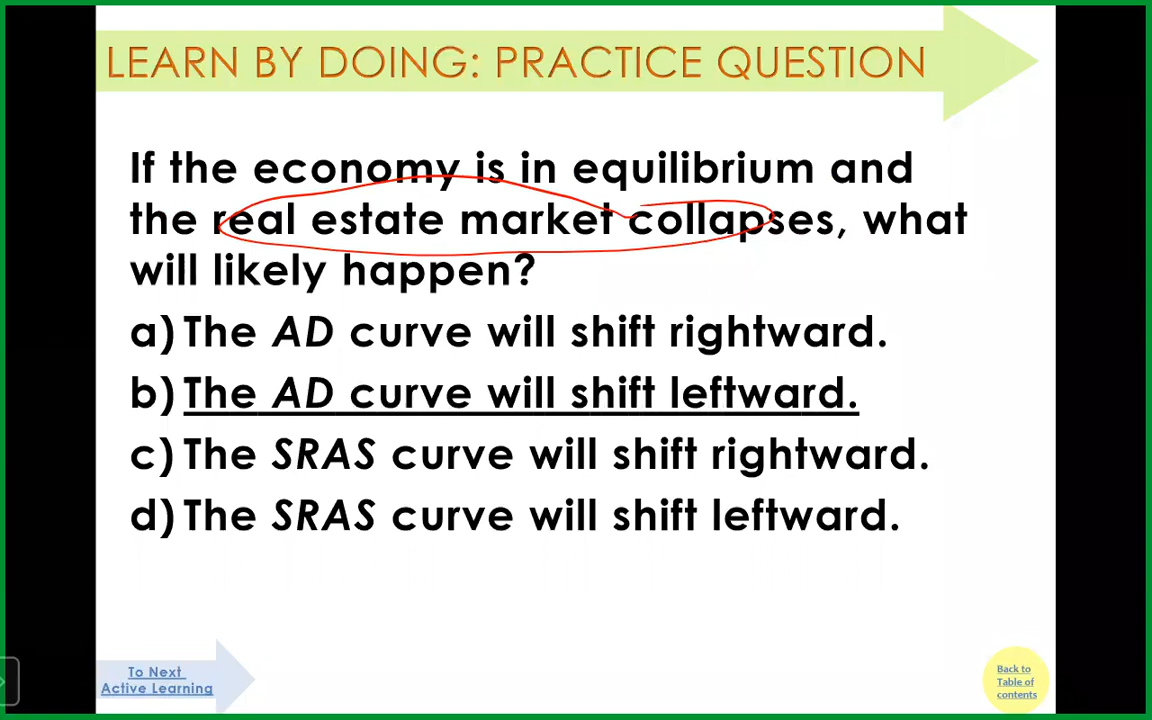 LEARN BY DOING: PRACTICE QUESTION
If the economy is in equilibrium and
the real estate market collapses, what
will likely happen?
a) The AD curve will shift rightward.
b) The AD curve will shift leftward.
c) The SRAS curve will shift rightward.
d) The SRAS curve will shift leftward.
To Next
Active Learning
Back to
Table of
contents